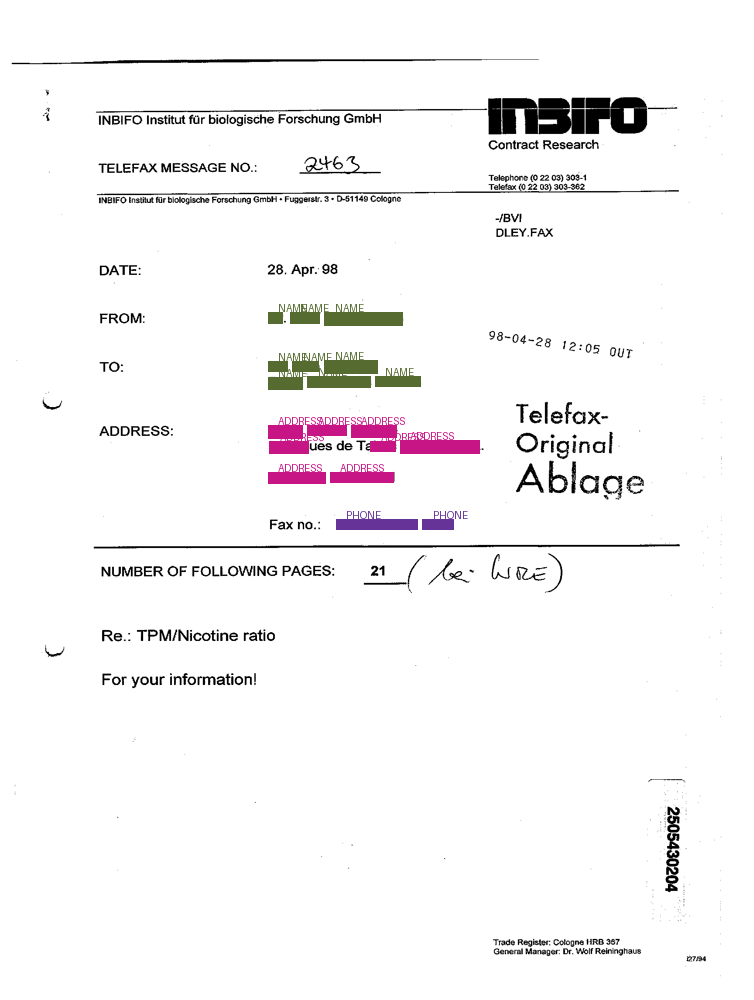 INBIFO
INBIFO Institut für biologische Forschung GmbH
Contract Research
TELEFAX MESSAGE NO.: 2463
Telephone (0 22 03) 303-1
Telefax (0 22 03) 303-362
INBIFO Institut für biologische Forschung GmbH • Fuggerstr. 3 • D-51149 Cologne
-/BVI
DLEY.FAX
DATE: 28. Apr. 98
FROM: NAME NAME NAME
98-04-28 12:05 OUT
TO: NAME NAME NAME
NAME NAME NAME
Telefax-
Original
Ablage
ADDRESS: ADDRESS ADDRESS ADDRESS
ADDRESS ues de Ta ADDRESS ADDRESS.
ADDRESS ADDRESS
Fax no.: PHONE PHONE
NUMBER OF FOLLOWING PAGES: 21 ( WRE)
Re.: TPM/Nicotine ratio
For your information!
2505430204
Trade Register: Cologne HRB 367
General Manager: Dr. Wolf Reininghaus
I27/94